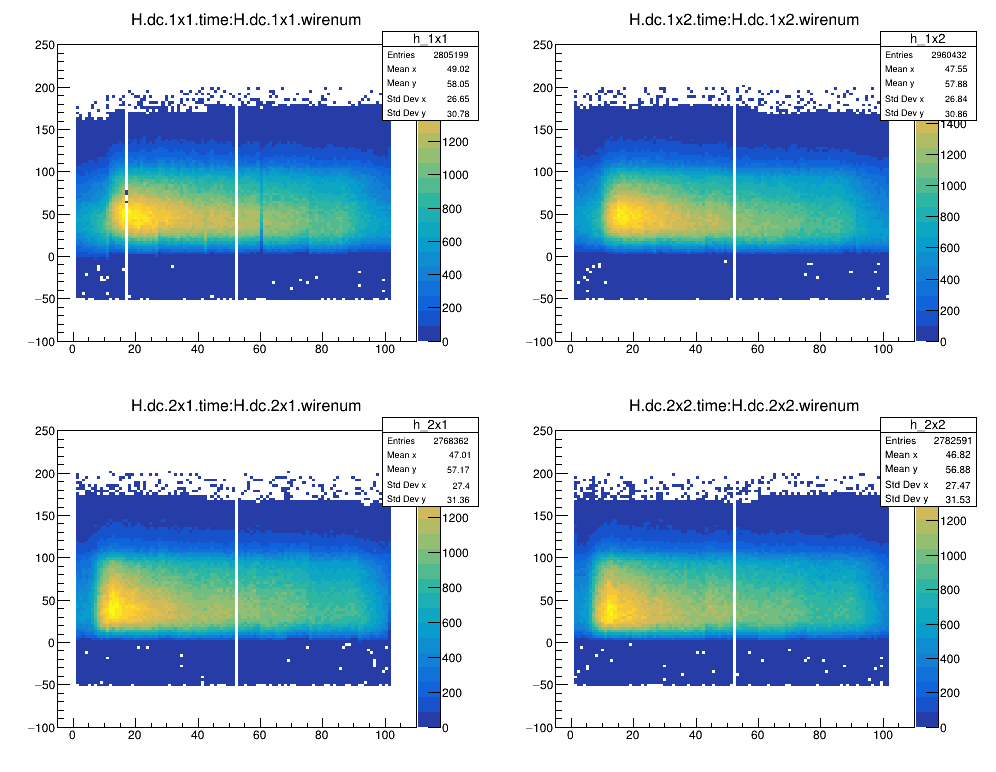 H.dc.1x1.time:H.dc.1x1.wirenum
h_1x1
Entries 2805199
Mean x 49.02
Mean y 58.05
Std Dev x 26.65
Std Dev y 30.78
250
200
150
100
50
0
−50
−100
0 20 40 60 80 100
1200
1000
800
600
400
200
0
H.dc.1x2.time:H.dc.1x2.wirenum
h_1x2
Entries 2960432
Mean x 47.55
Mean y 57.88
Std Dev x 26.84
Std Dev y 30.86
250
200
150
100
50
0
−50
−100
0 20 40 60 80 100
1400
1200
1000
800
600
400
200
0
H.dc.2x1.time:H.dc.2x1.wirenum
h_2x1
Entries 2768362
Mean x 47.01
Mean y 57.17
Std Dev x 27.4
Std Dev y 31.36
250
200
150
100
50
0
−50
−100
0 20 40 60 80 100
1200
1000
800
600
400
200
0
H.dc.2x2.time:H.dc.2x2.wirenum
h_2x2
Entries 2782591
Mean x 46.82
Mean y 56.88
Std Dev x 27.47
Std Dev y 31.53
250
200
150
100
50
0
−50
−100
0 20 40 60 80 100
1200
1000
800
600
400
200
0